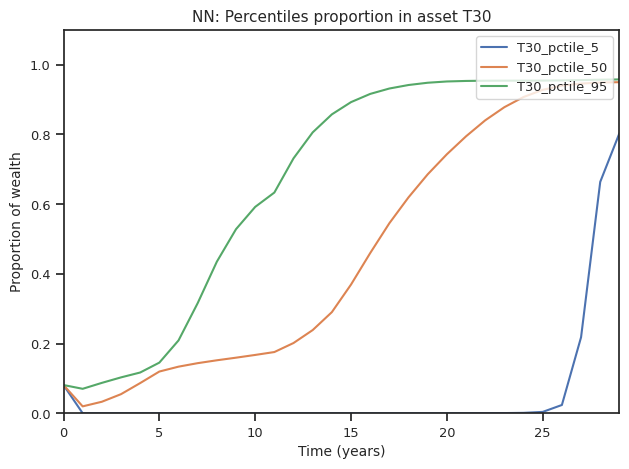 NN: Percentiles proportion in asset T30
T30_pctile_5
T30_pctile_50
T30_pctile_95
Proportion of wealth
1.0
0.8
0.6
0.4
0.2
0.0
0 5 10 15 20 25
Time (years)